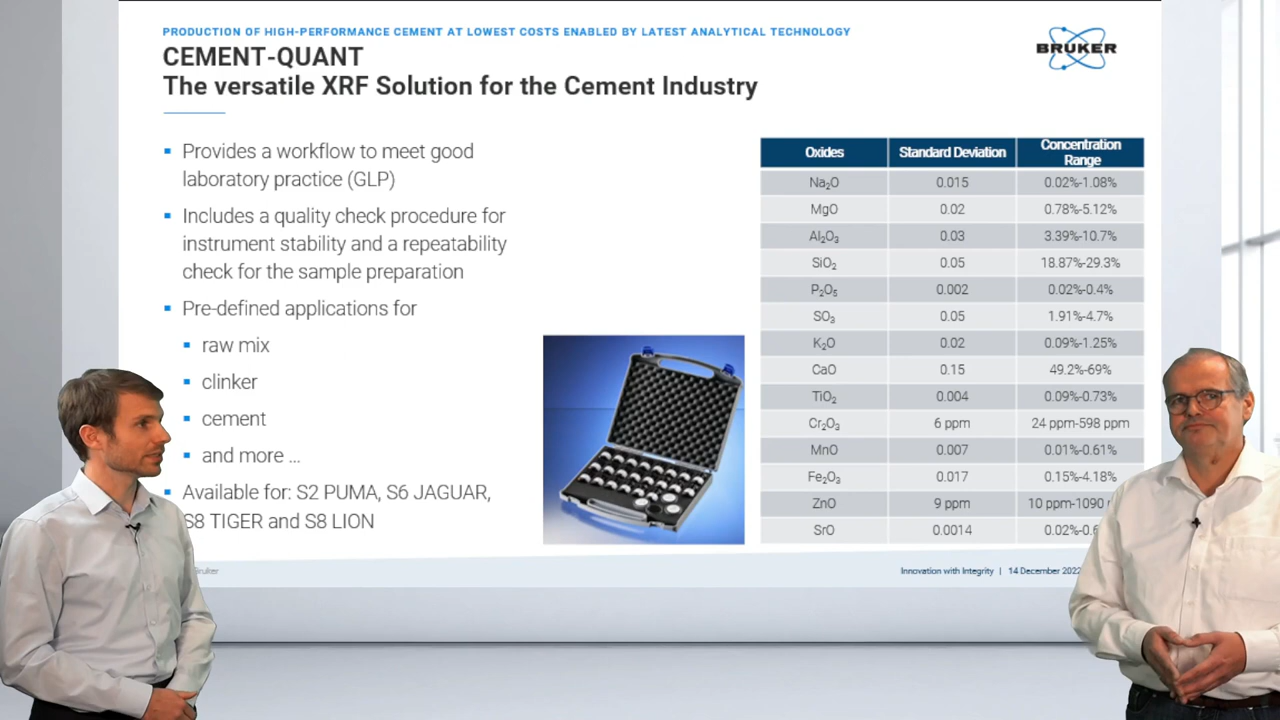 PRODUCTION OF HIGH-PERFORMANCE CEMENT AT LOWEST COSTS ENABLED BY LATEST ANALYTICAL TECHNOLOGY
BRUKER
CEMENT-QUANT
The versatile XRF Solution for the Cement Industry
▪ Provides a workflow to meet good
laboratory practice (GLP)
▪ Includes a quality check procedure for
instrument stability and a repeatability
check for the sample preparation
▪ Pre-defined applications for
▪ raw mix
▪ clinker
▪ cement
▪ and more ...
▪ Available for: S2 PUMA, S6 JAGUAR,
S8 TIGER and S8 LION
Oxides Standard Deviation Concentration Range
Na₂O 0.015 0.02%-1.08%
MgO 0.02 0.78%-5.12%
Al₂O₃ 0.03 3.39%-10.7%
SiO₂ 0.05 18.87%-29.3%
P₂O₅ 0.002 0.02%-0.4%
SO₃ 0.05 1.91%-4.7%
K₂O 0.02 0.09%-1.25%
CaO 0.15 49.2%-69%
TiO₂ 0.004 0.09%-0.73%
Cr₂O₃ 6 ppm 24 ppm-598 ppm
MnO 0.007 0.01%-0.61%
Fe₂O₃ 0.017 0.15%-4.18%
ZnO 9 ppm 10 ppm-1090
SrO 0.0014 0.02%-0.
Bruker
Innovation with Integrity | 14 December 2022